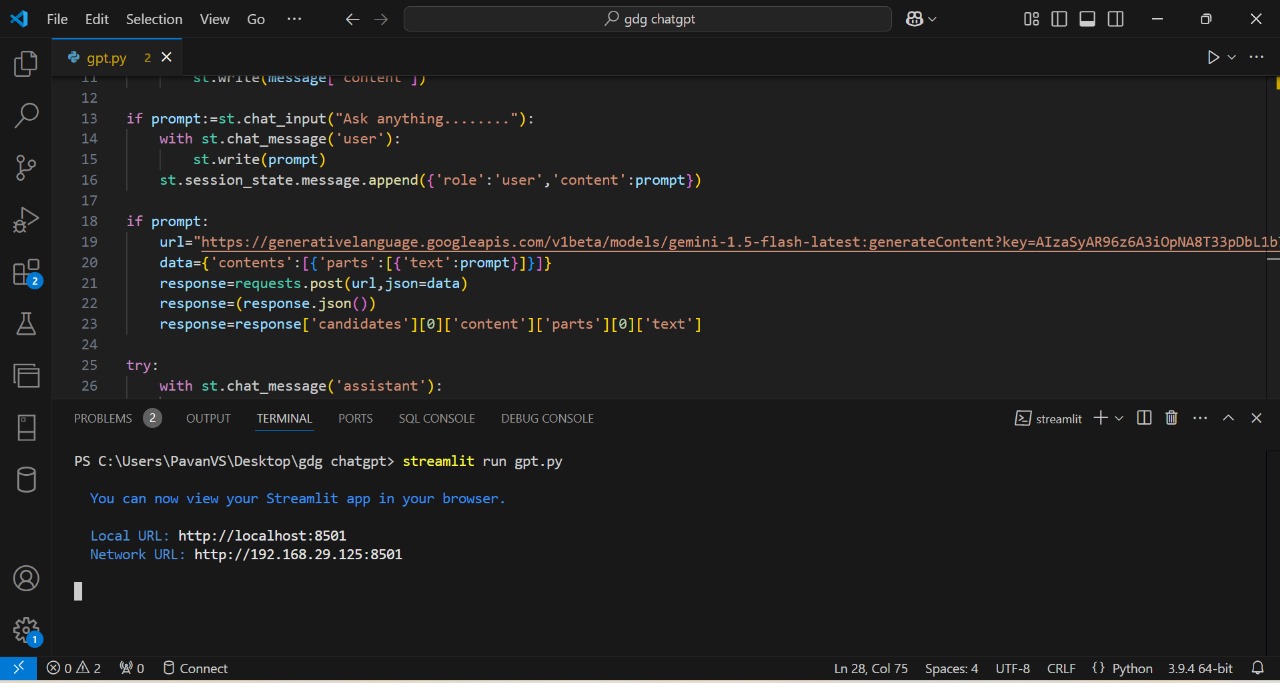 File Edit Selection View Go ··· gdg chatgpt
gpt.py 2
11 st.write(message['content'])
12
13 if prompt:=st.chat_input("Ask anything........"):
14 with st.chat_message('user'):
15 st.write(prompt)
16 st.session_state.message.append({'role':'user','content':prompt})
17
18 if prompt:
19 url="https://generativelanguage.googleapis.com/v1beta/models/gemini-1.5-flash-latest:generateContent?key=
20 data={'contents':[{'parts':[{'text':prompt}]}]}
21 response=requests.post(url,json=data)
22 response=(response.json())
23 response=response['candidates'][0]['content']['parts'][0]['text']
24
25 try:
26 with st.chat_message('assistant'):
PROBLEMS 2 OUTPUT TERMINAL PORTS SQL CONSOLE DEBUG CONSOLE streamlit
PS C:\Users\PavanVS\Desktop\gdg chatgpt> streamlit run gpt.py
You can now view your Streamlit app in your browser.
Local URL: http://localhost:8501
Network URL: http://192.168.29.125:8501
2
1
0 2 0 Connect Ln 28, Col 75 Spaces: 4 UTF-8 CRLF {} Python 3.9.4 64-bit